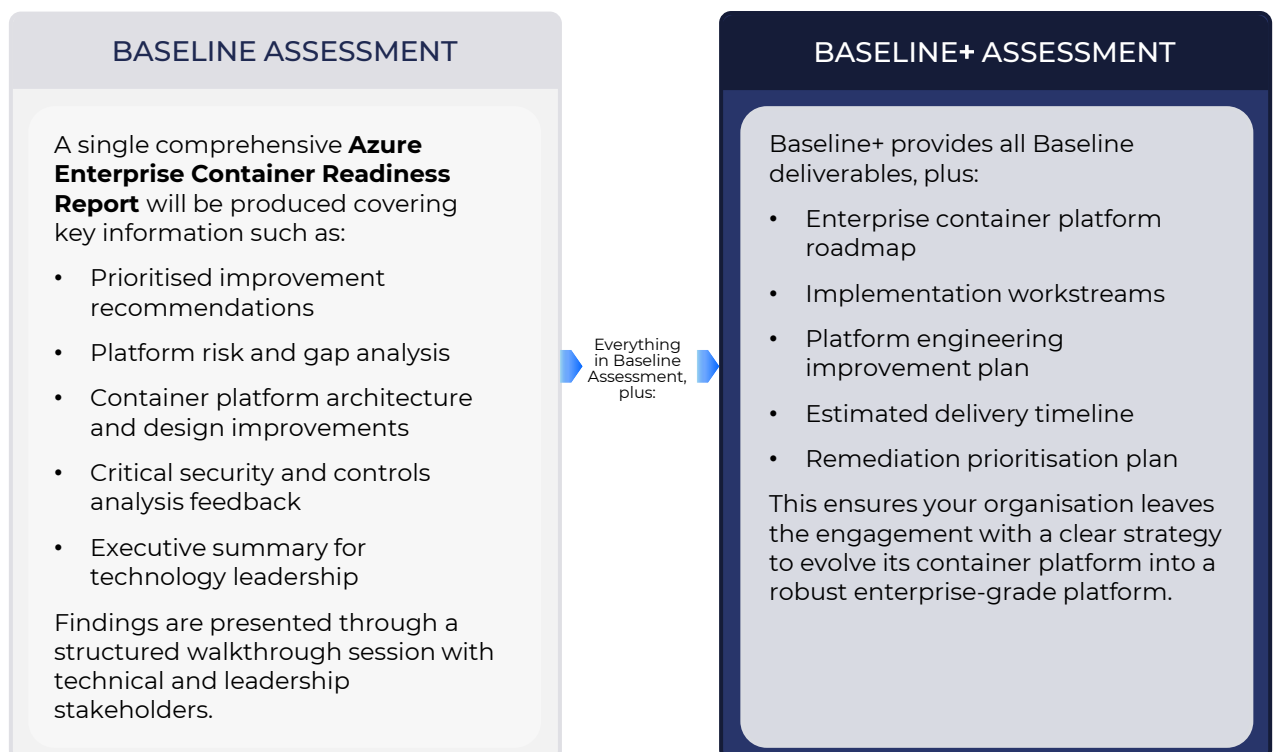 BASELINE ASSESSMENT
A single comprehensive Azure
Enterprise Container Readiness
Report will be produced covering
key information such as:
• Prioritised improvement
recommendations
• Platform risk and gap analysis
• Container platform architecture
and design improvements
• Critical security and controls
analysis feedback
• Executive summary for
technology leadership
Findings are presented through a
structured walkthrough session with
technical and leadership
stakeholders.
Everything
in Baseline
Assessment,
plus:
BASELINE+ ASSESSMENT
Baseline+ provides all Baseline
deliverables, plus:
• Enterprise container platform
roadmap
• Implementation workstreams
• Platform engineering
improvement plan
• Estimated delivery timeline
• Remediation prioritisation plan
This ensures your organisation leaves
the engagement with a clear strategy
to evolve its container platform into a
robust enterprise-grade platform.